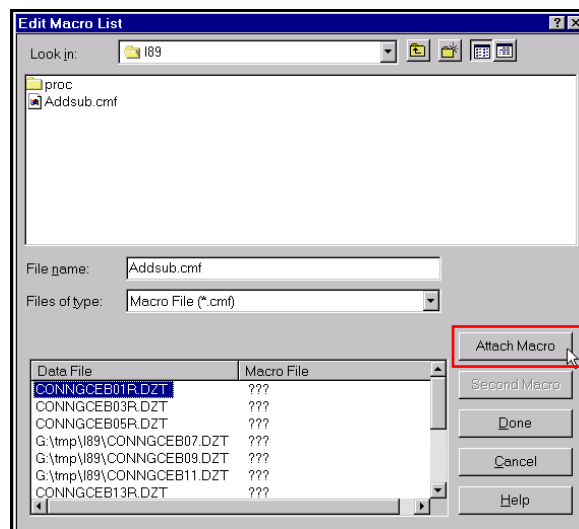 Edit Macro List
Look in: I89
proc
Addsub.cmf
File name: Addsub.cmf
Files of type: Macro File (*.cmf)
Attach Macro
Second Macro
Done
Cancel
Help
Data File Macro File
CONNGCEB01R.DZT ???
CONNGCEB03R.DZT ???
CONNGCEB05R.DZT ???
G:\tmp\I89\CONNGCEB07.DZT ???
G:\tmp\I89\CONNGCEB09.DZT ???
G:\tmp\I89\CONNGCEB11.DZT ???
CONNGCEB13R.DZT ???